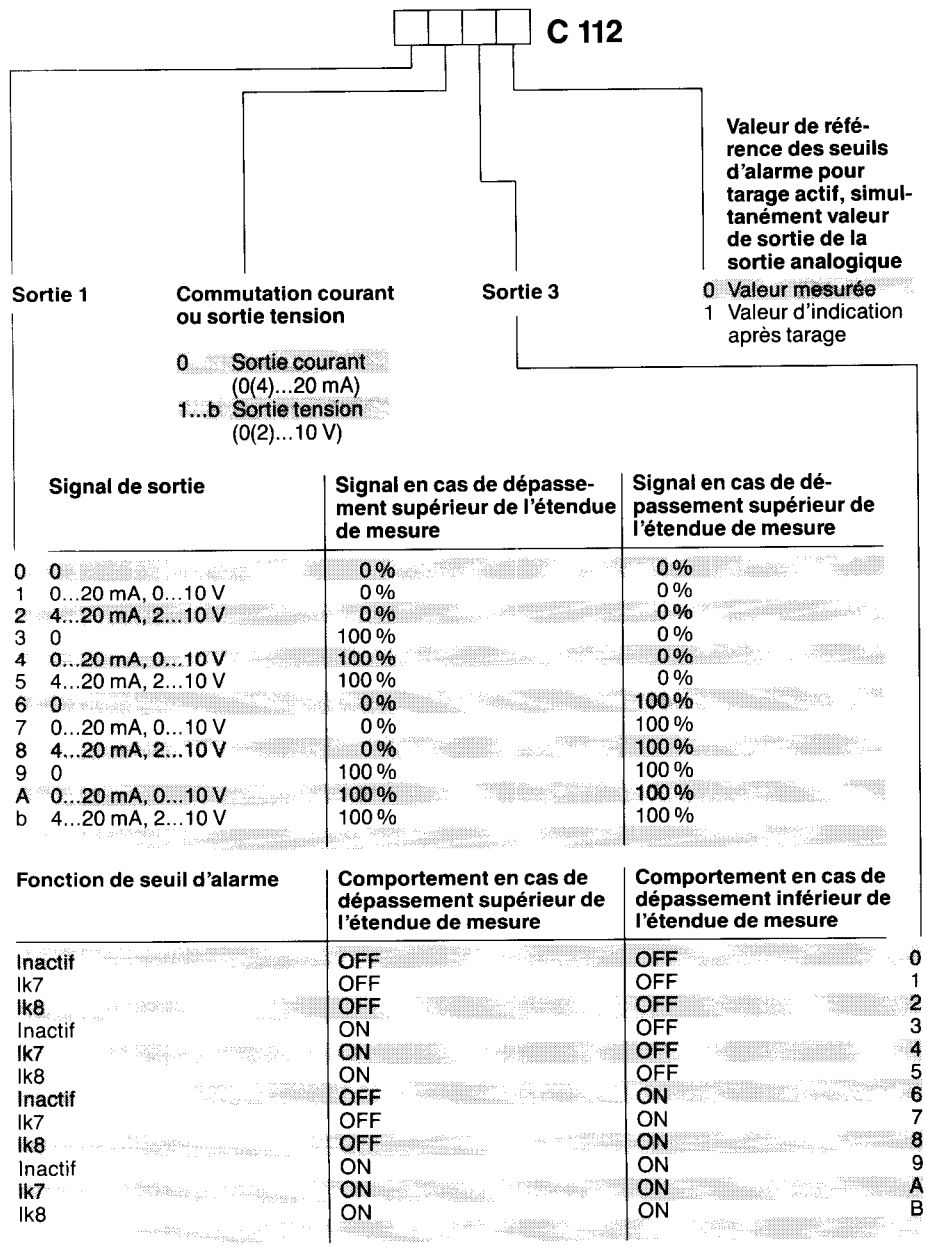 C 112
Valeur de réfé-
rence des seuils
d'alarme pour
tarage actif, simul-
tanément valeur
de sortie de la
sortie analogique
0 Valeur mesurée
1 Valeur d'indication
après tarage
Sortie 1
Commutation courant
ou sortie tension
0 Sortie courant
(0(4)...20 mA)
1...b Sortie tension
(0(2)...10 V)
Sortie 3
Signal de sortie
Signal en cas de dépasse-
ment supérieur de l'étendue
de mesure
Signal en cas de dé-
passement supérieur de
l'étendue de mesure
0 0 0 % 0 %
1 0...20 mA, 0...10 V 0 % 0 %
2 4...20 mA, 2...10 V 0 % 0 %
3 0 100 % 0 %
4 0...20 mA, 0...10 V 100 % 0 %
5 4...20 mA, 2...10 V 100 % 0 %
6 0 0 % 100 %
7 0...20 mA, 0...10 V 0 % 100 %
8 4...20 mA, 2...10 V 0 % 100 %
9 0 100 % 100 %
A 0...20 mA, 0...10 V 100 % 100 %
b 4...20 mA, 2...10 V 100 % 100 %
Fonction de seuil d'alarme
Comportement en cas de
dépassement supérieur de
l'étendue de mesure
Comportement en cas de
dépassement inférieur de
l'étendue de mesure
Inactif OFF OFF 0
lk7 OFF OFF 1
lk8 OFF OFF 2
Inactif ON OFF 3
lk7 ON OFF 4
lk8 ON OFF 5
Inactif OFF ON 6
lk7 OFF ON 7
lk8 OFF ON 8
Inactif ON ON 9
lk7 ON ON A
lk8 ON ON B